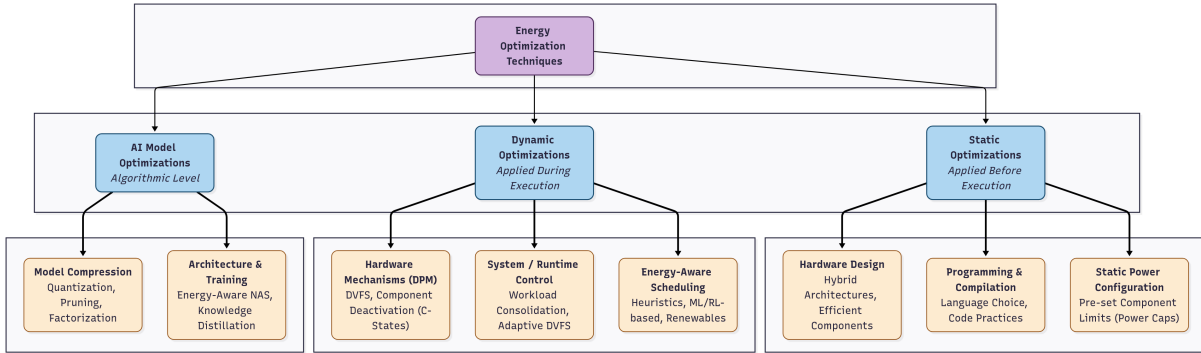 Energy
Optimization
Techniques
AI Model
Optimizations
Algorithmic Level
Dynamic
Optimizations
Applied During
Execution
Static
Optimizations
Applied Before
Execution
Model Compression
Quantization,
Pruning,
Factorization
Architecture &
Training
Energy-Aware NAS,
Knowledge
Distillation
Hardware
Mechanisms (DPM)
DVFS, Component
Deactivation (C-
States)
System / Runtime
Control
Workload
Consolidation,
Adaptive DVFS
Energy-Aware
Scheduling
Heuristics, ML/RL-
based, Renewables
Hardware Design
Hybrid
Architectures,
Efficient
Components
Programming &
Compilation
Language Choice,
Code Practices
Static Power
Configuration
Pre-set Component
Limits (Power Caps)